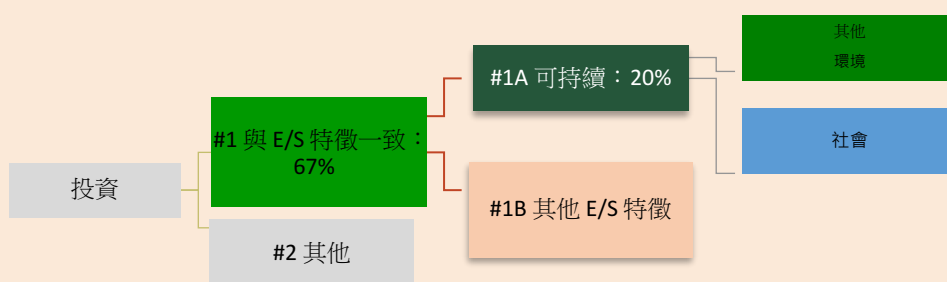 投資
#1 與 E/S 特徵一致：
67%
#2 其他
#1A 可持續：20%
#1B 其他 E/S 特徵
其他
環境
社會